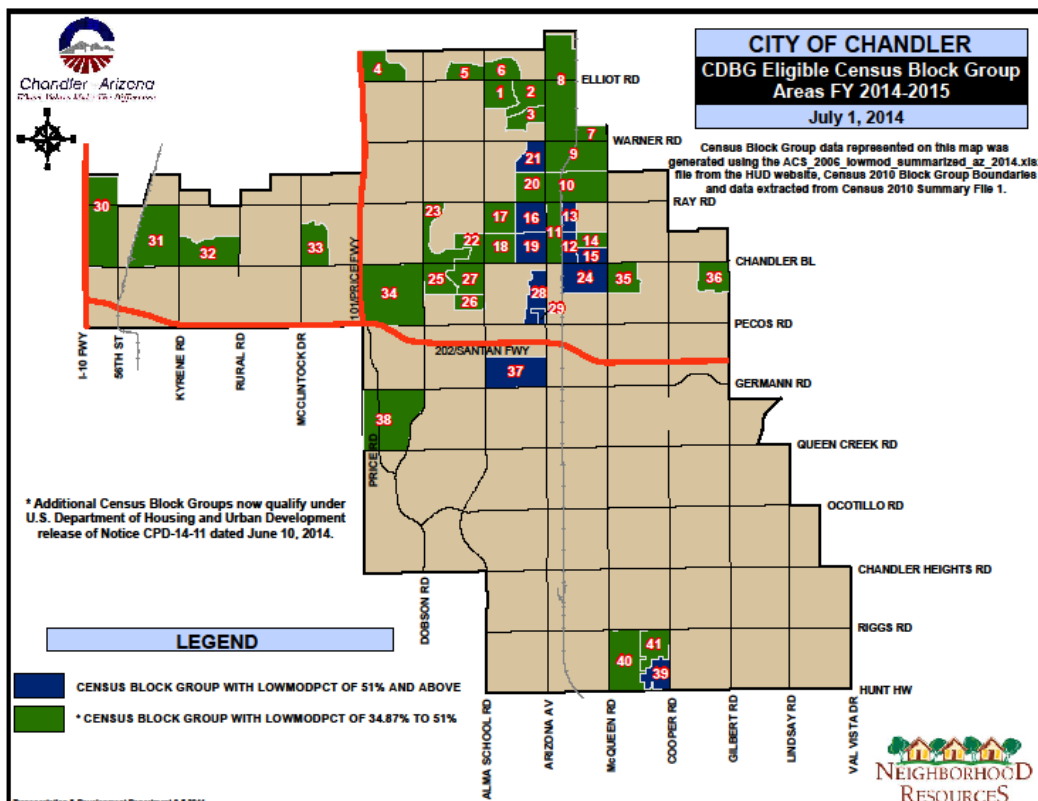 Chandler Arizona
CITY OF CHANDLER
CDBG Eligible Census Block Group
Areas FY 2014-2015
July 1, 2014
Census Block Group data represented on this map was
generated using the ACS_2006_lowmod_summarized_az_2014.xls
file from the HUD website, Census 2010 Block Group Boundaries
and data extracted from Census 2010 Summary File 1.
4
5
6
8
ELLIOT RD
1
2
3
7
WARNER RD
21
9
20
10
RAY RD
30
31
32
33
23
17
16
11
13
22
18
19
12
14
15
CHANDLER BL
34
25
27
26
28
29
24
35
36
101/PRICE FWY
PECOS RD
202/SANTAN FWY
I-10 FWY
56TH ST
KYRENE RD
RURAL RD
MCCLINTOCK DR
37
GERMANN RD
38
PRICE RD
QUEEN CREEK RD
* Additional Census Block Groups now qualify under
U.S. Department of Housing and Urban Development
release of Notice CPD-14-11 dated June 10, 2014.
OCOTILLO RD
CHANDLER HEIGHTS RD
DOBSON RD
RIGGS RD
40
41
39
HUNT HW
LEGEND
CENSUS BLOCK GROUP WITH LOWMODPCT OF 51% AND ABOVE
* CENSUS BLOCK GROUP WITH LOWMODPCT OF 34.87% TO 51%
ALMA SCHOOL RD
ARIZONA AV
McQUEEN RD
COOPER RD
GILBERT RD
LINDSAY RD
VAL VISTA DR
NEIGHBORHOOD
RESOURCES